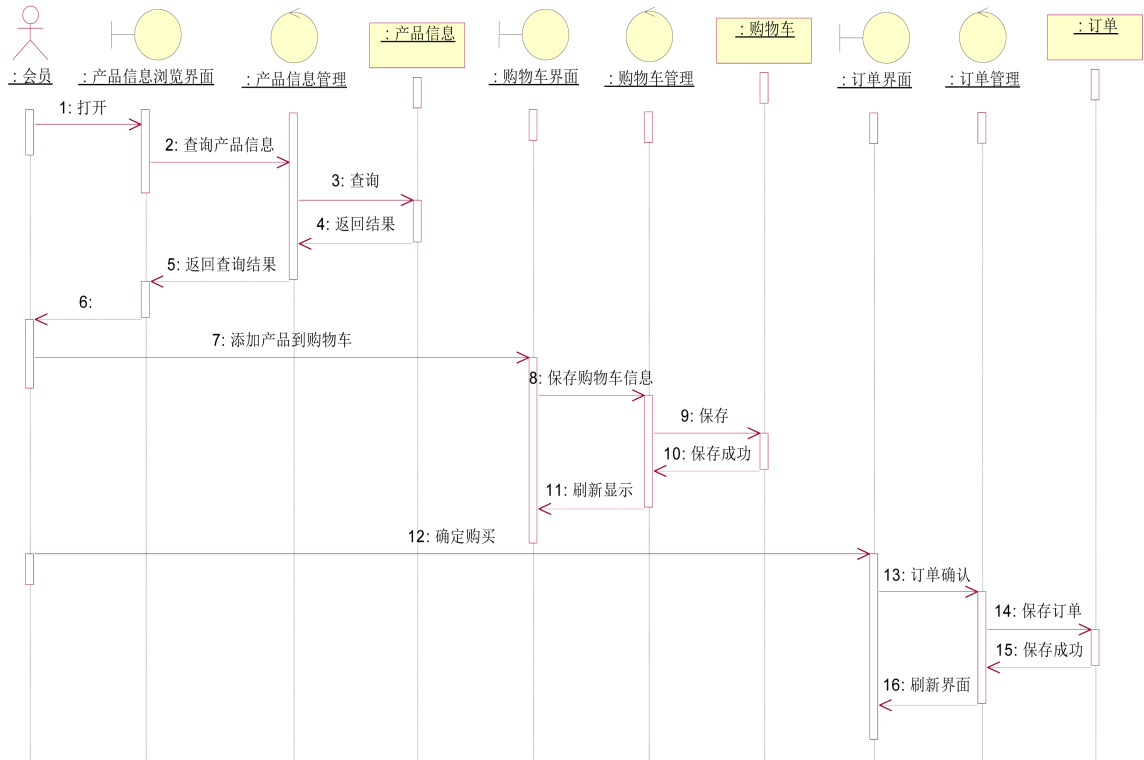 : 会员
: 产品信息浏览界面
: 产品信息管理
: 产品信息
: 购物车界面
: 购物车管理
: 购物车
: 订单界面
: 订单管理
: 订单
1: 打开
2: 查询产品信息
3: 查询
4: 返回结果
5: 返回查询结果
6:
7: 添加产品到购物车
8: 保存购物车信息
9: 保存
10: 保存成功
11: 刷新显示
12: 确定购买
13: 订单确认
14: 保存订单
15: 保存成功
16: 刷新界面